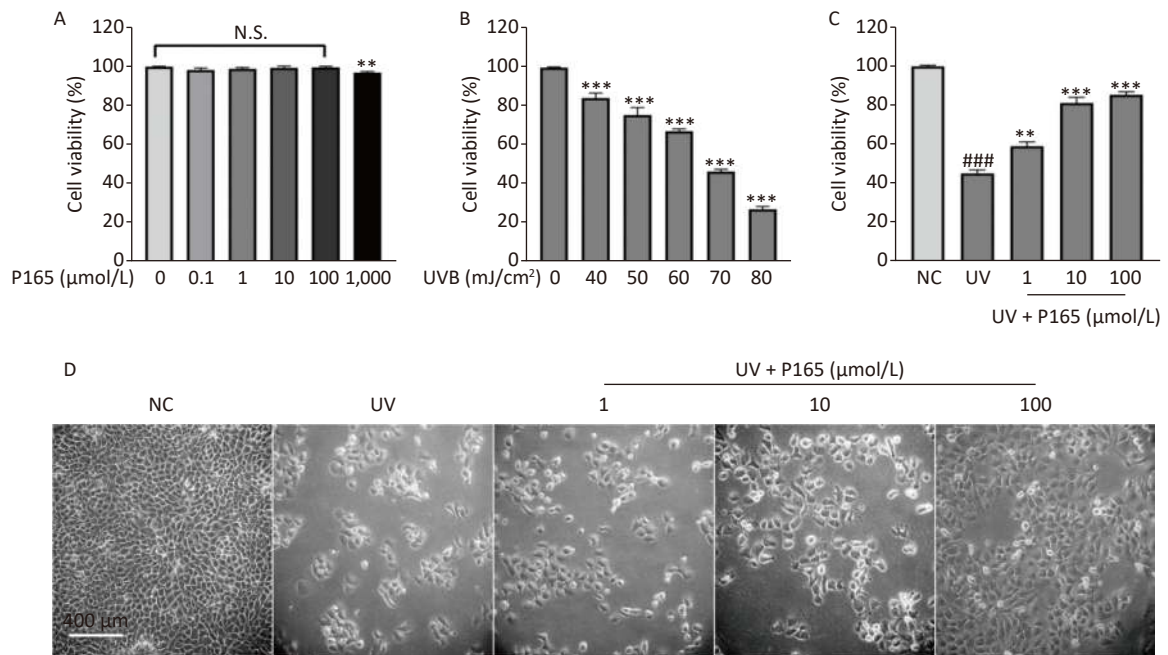 A
Cell viability (%)
120
100
80
60
40
20
0
N.S.
**
P165 (μmol/L) 0 0.1 1 10 100 1,000
B
Cell viability (%)
120
100
80
60
40
20
0
***
***
***
***
***
UVB (mJ/cm²) 0 40 50 60 70 80
C
Cell viability (%)
120
100
80
60
40
20
0
###
**
***
***
NC UV 1 10 100
UV + P165 (μmol/L)
D
UV + P165 (μmol/L)
NC UV 1 10 100
400 μm